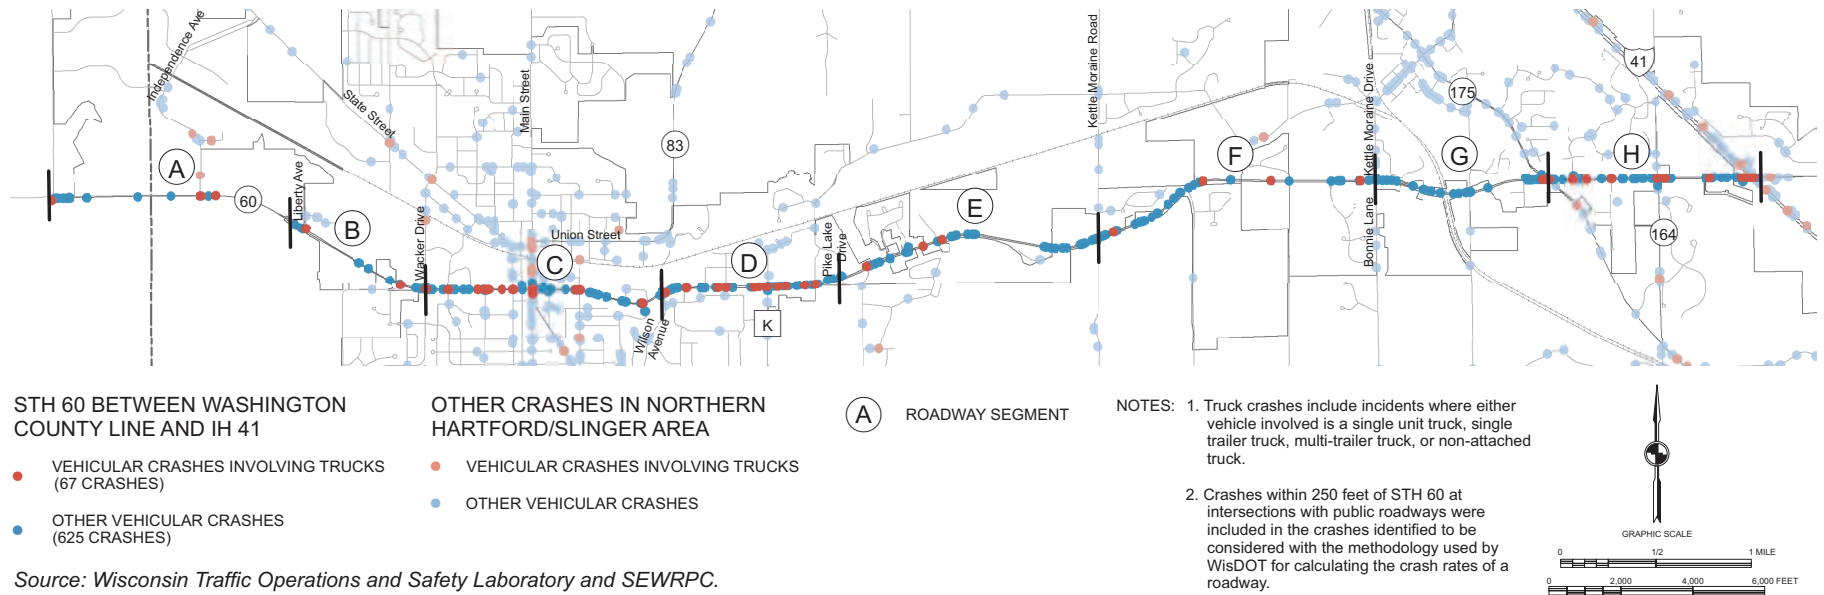 Independence Ave
State Street
Main Street
83
Kettle Moraine Road
Kettle Moraine Drive
175
41
A
60
Liberty Ave
B
Wacker Drive
Union Street
C
Wilson
Avenue
D
K
Pike Lake
Drive
E
F
G
Bonnie Lane
H
164
STH 60 BETWEEN WASHINGTON
COUNTY LINE AND IH 41
VEHICULAR CRASHES INVOLVING TRUCKS
(67 CRASHES)
OTHER VEHICULAR CRASHES
(625 CRASHES)
OTHER CRASHES IN NORTHERN
HARTFORD/SLINGER AREA
VEHICULAR CRASHES INVOLVING TRUCKS
OTHER VEHICULAR CRASHES
A ROADWAY SEGMENT
NOTES: 1. Truck crashes include incidents where either
vehicle involved is a single unit truck, single
trailer truck, multi-trailer truck, or non-attached
truck.
2. Crashes within 250 feet of STH 60 at
intersections with public roadways were
included in the crashes identified to be
considered with the methodology used by
WisDOT for calculating the crash rates of a
roadway.
GRAPHIC SCALE
0 1/2 1 MILE
0 2,000 4,000 6,000 FEET
Source: Wisconsin Traffic Operations and Safety Laboratory and SEWRPC.